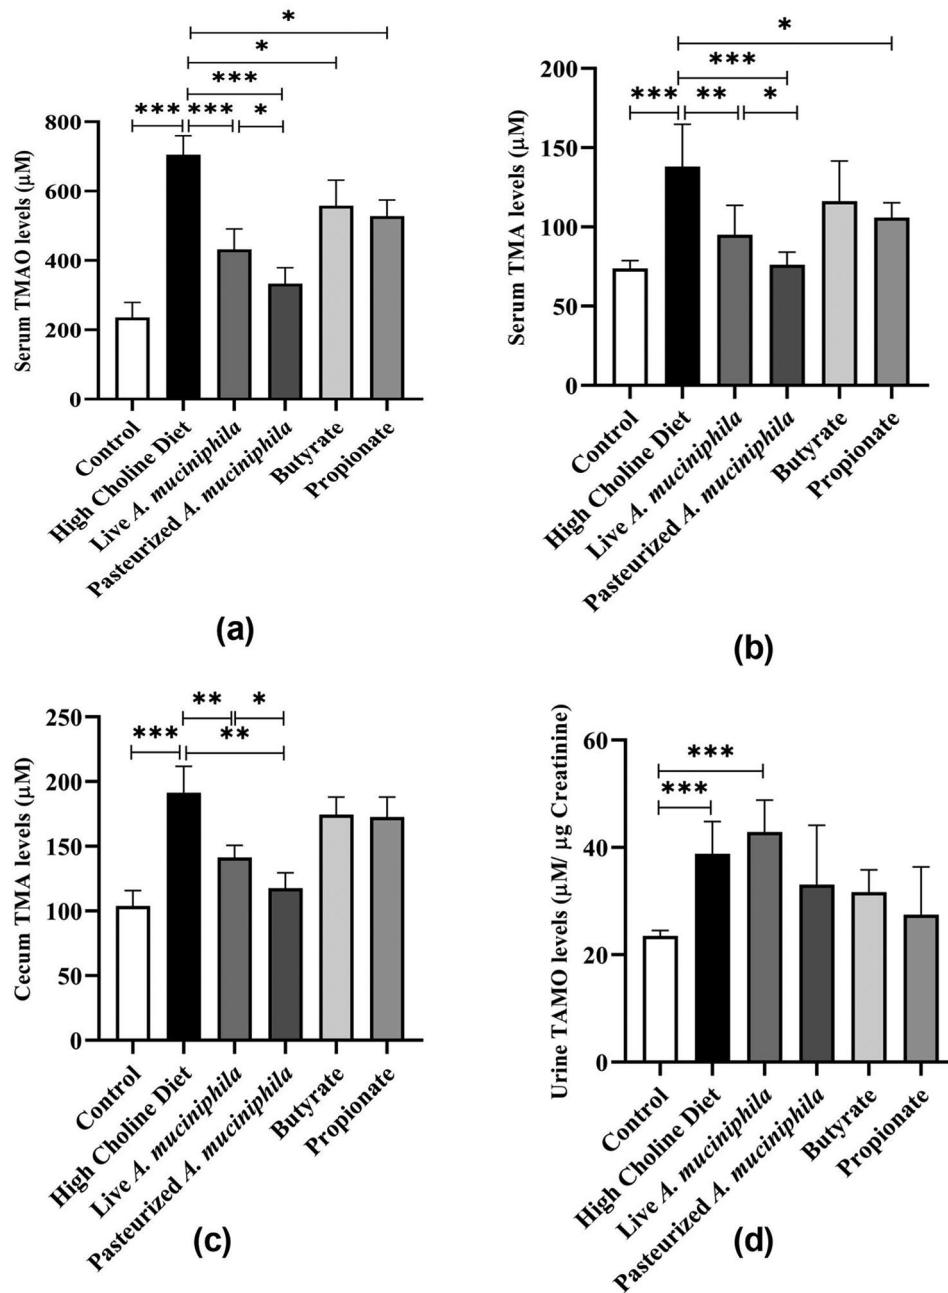 *
*
***
*** *** *
800
600
400
200
0
Serum TMAO levels (μM)
Control
High Choline Diet
Live A. muciniphila
Pasteurized A. muciniphila
Butyrate
Propionate
(a)
*
***
*** ** *
200
150
100
50
0
Serum TMA levels (μM)
Control
High Choline Diet
Live A. muciniphila
Pasteurized A. muciniphila
Butyrate
Propionate
(b)
** *
*** **
250
200
150
100
50
0
Cecum TMA levels (μM)
Control
High Choline Diet
Live A. muciniphila
Pasteurized A. muciniphila
Butyrate
Propionate
(c)
***
***
60
40
20
0
Urine TAMO levels (μM/ μg Creatinine)
Control
High Choline Diet
Live A. muciniphila
Pasteurized A. muciniphila
Butyrate
Propionate
(d)